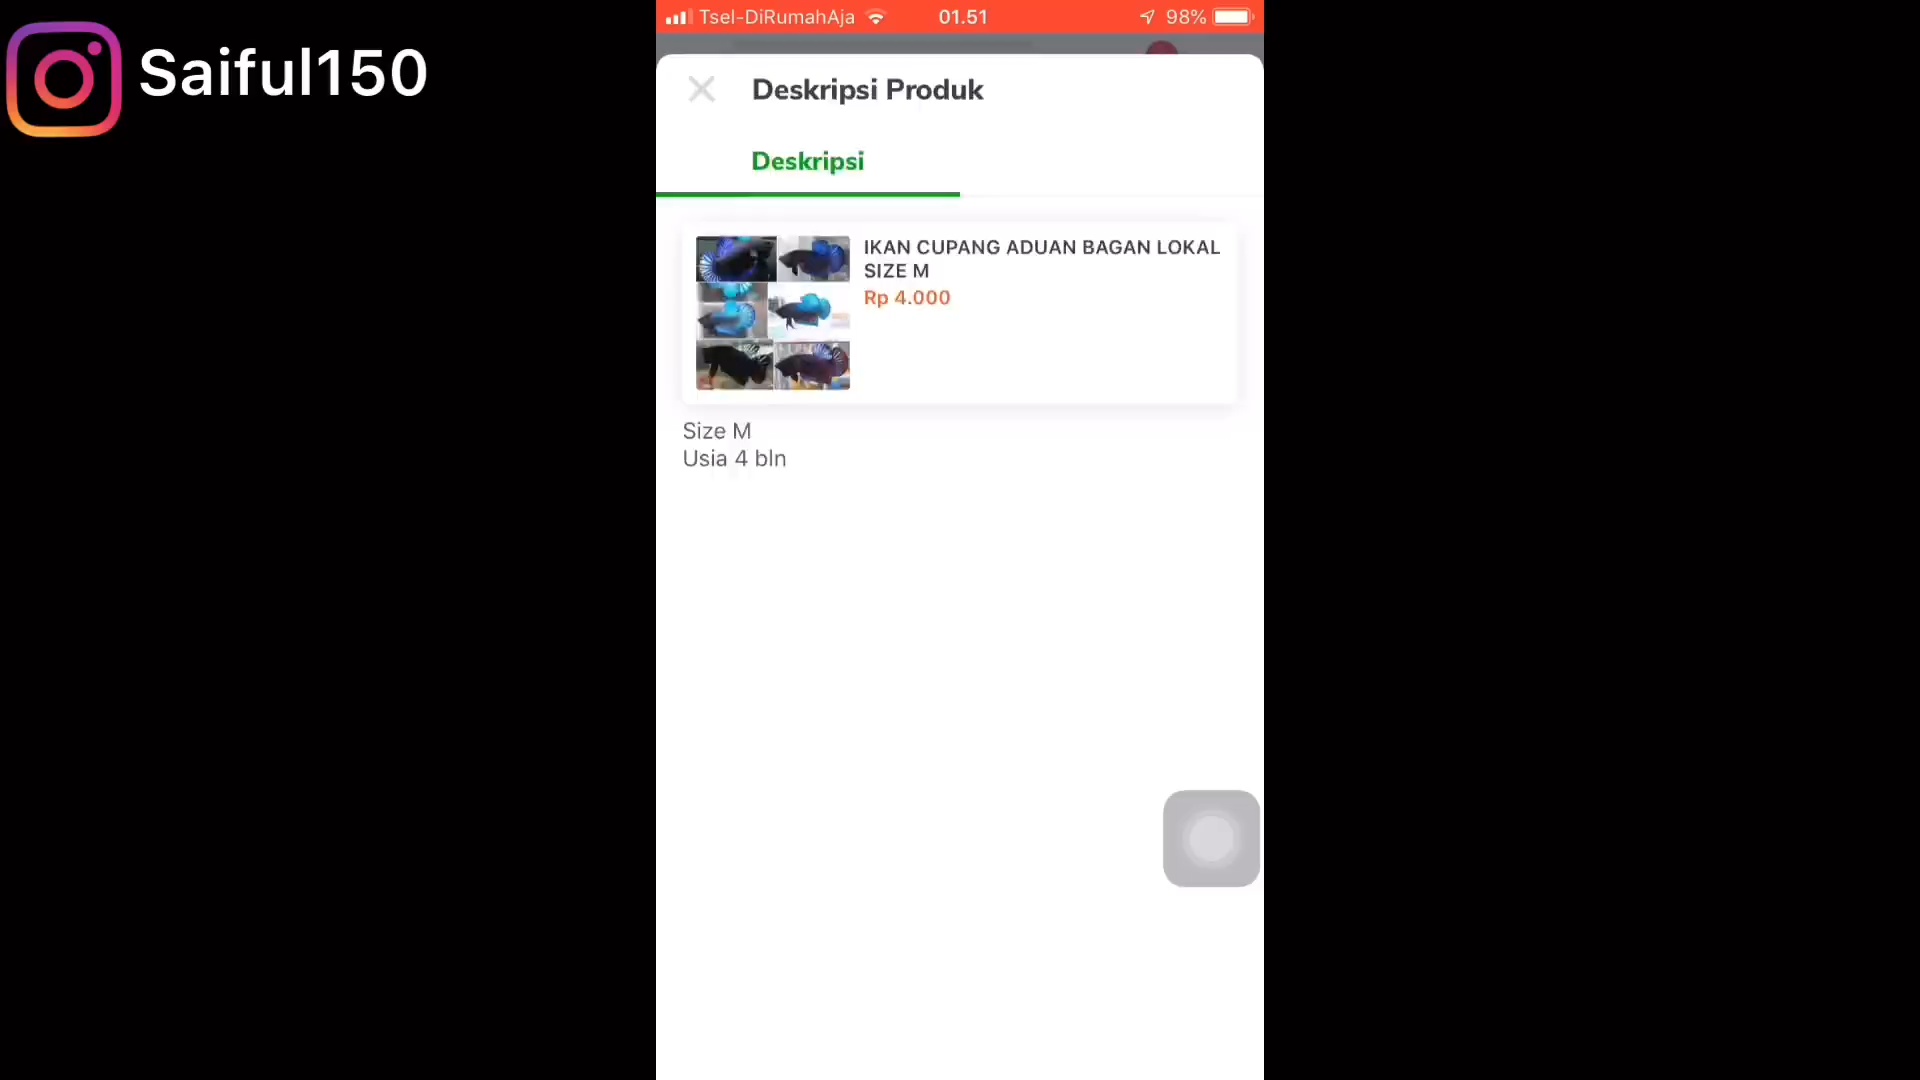 Saiful150
Tsel-DiRumahAja
01.51
98%
Deskripsi Produk
Deskripsi
IKAN CUPANG ADUAN BAGAN LOKAL
SIZE M
Rp 4.000
Size M
Usia 4 bln